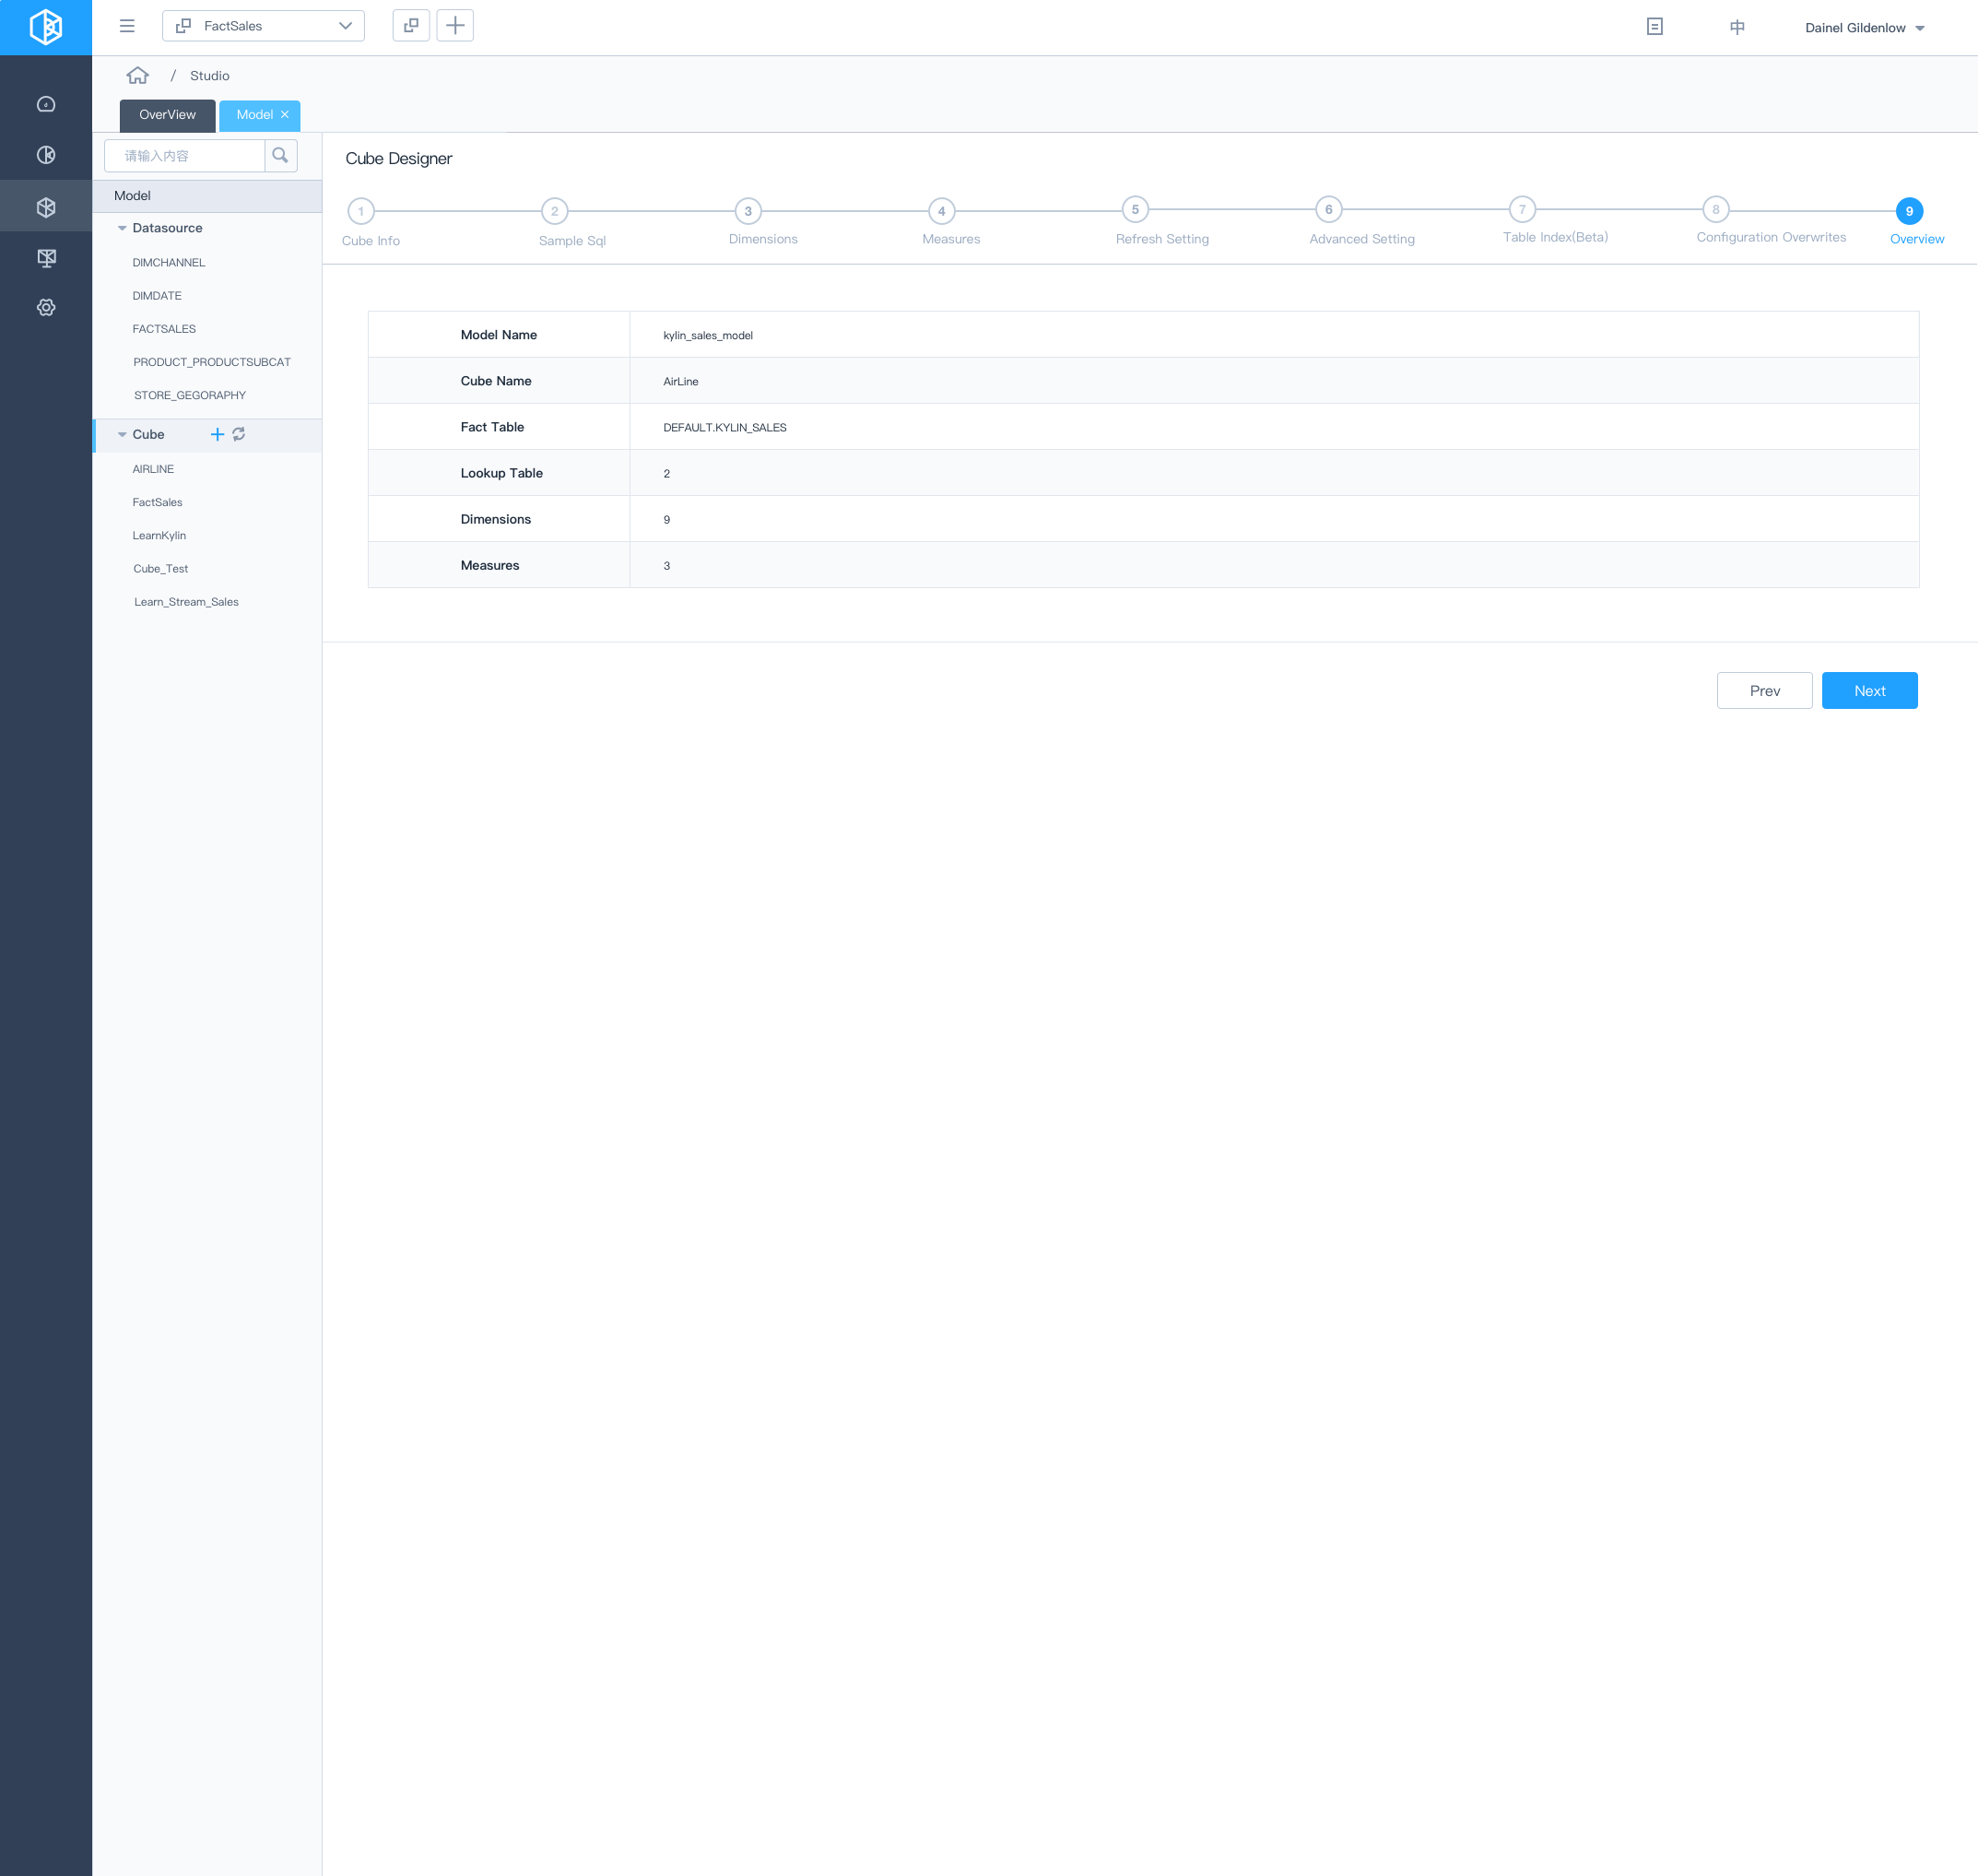 FactSales
中
Dainel Gildenlow
/ Studio
OverView
Model
请输入内容
Model
Datasource
DIMCHANNEL
DIMDATE
FACTSALES
PRODUCT_PRODUCTSUBCAT
STORE_GEGORAPHY
Cube
AIRLINE
FactSales
LearnKylin
Cube_Test
Learn_Stream_Sales
Cube Designer
1 Cube Info
2 Sample Sql
3 Dimensions
4 Measures
5 Refresh Setting
6 Advanced Setting
7 Table Index(Beta)
8 Configuration Overwrites
9 Overview
Model Name kylin_sales_model
Cube Name AirLine
Fact Table DEFAULT.KYLIN_SALES
Lookup Table 2
Dimensions 9
Measures 3
Prev
Next